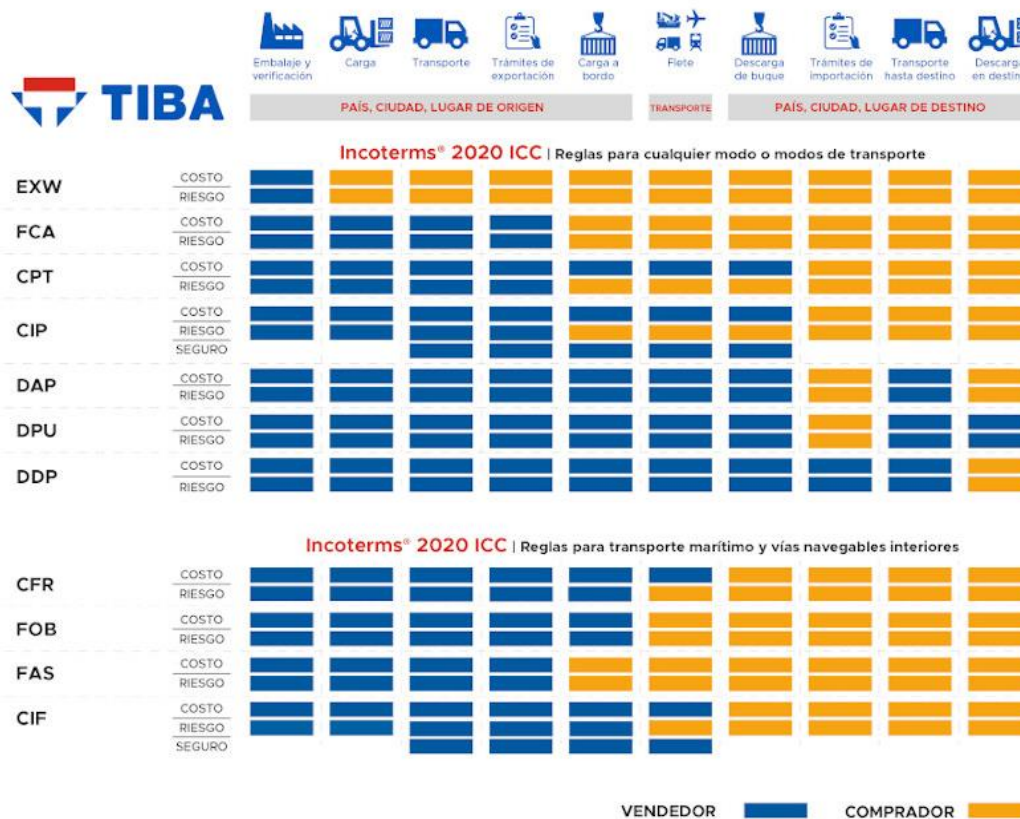 Embalaje y
verificación
Carga
Transporte
Trámites de
exportación
Carga a
bordo
Flete
Descarga
de buque
Trámites de
importación
Transporte
hasta destino
Descarga
en destin
TIBA
PAÍS, CIUDAD, LUGAR DE ORIGEN
TRANSPORTE
PAÍS, CIUDAD, LUGAR DE DESTINO
Incoterms® 2020 ICC | Reglas para cualquier modo o modos de transporte
EXW
COSTO
RIESGO
FCA
COSTO
RIESGO
CPT
COSTO
RIESGO
CIP
COSTO
RIESGO
SEGURO
DAP
COSTO
RIESGO
DPU
COSTO
RIESGO
DDP
COSTO
RIESGO
Incoterms® 2020 ICC | Reglas para transporte marítimo y vías navegables interiores
CFR
COSTO
RIESGO
FOB
COSTO
RIESGO
FAS
COSTO
RIESGO
CIF
COSTO
RIESGO
SEGURO
VENDEDOR
COMPRADOR